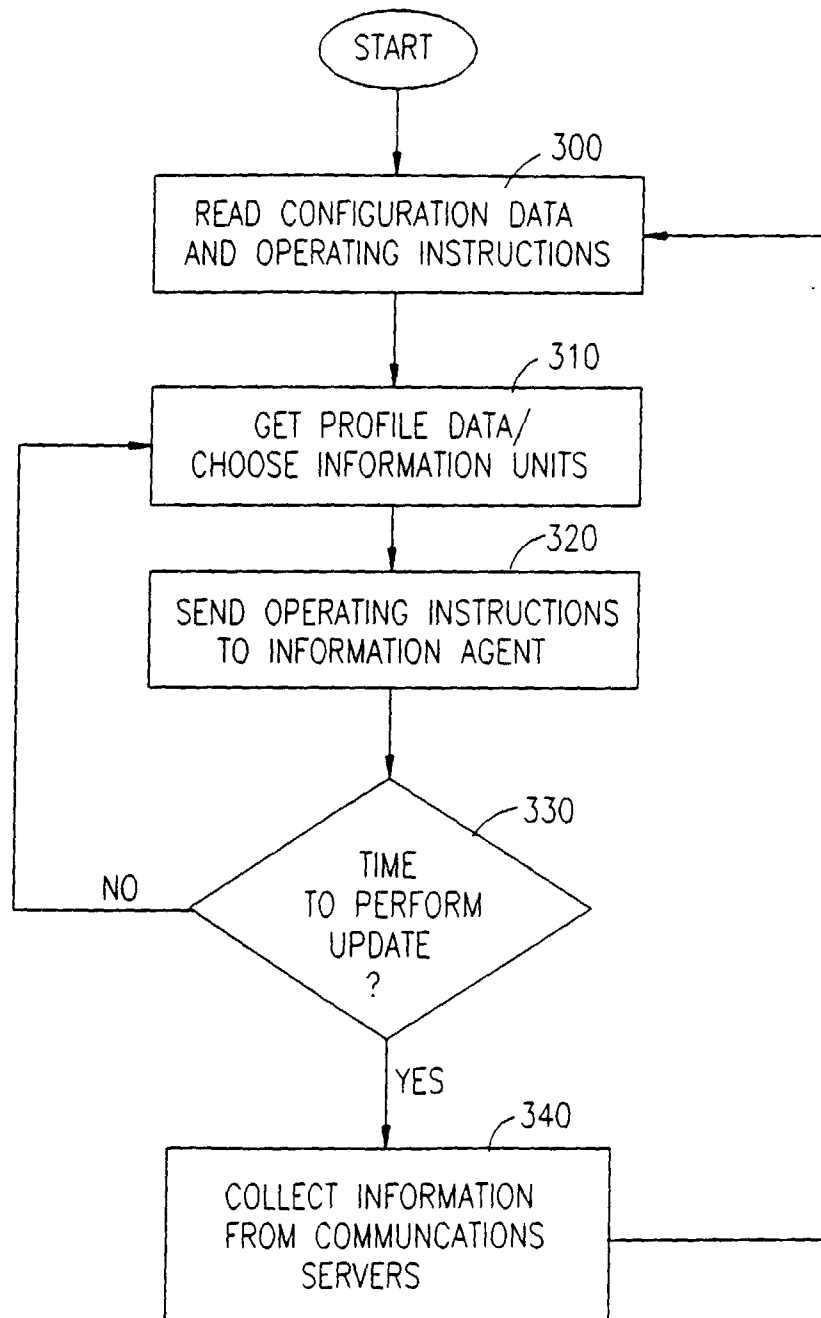 START
300
READ CONFIGURATION DATA
AND OPERATING INSTRUCTIONS
310
GET PROFILE DATA/
CHOOSE INFORMATION UNITS
320
SEND OPERATING INSTRUCTIONS
TO INFORMATION AGENT
330
TIME
TO PERFORM
UPDATE
?
NO
YES
340
COLLECT INFORMATION
FROM COMMUNCATIONS
SERVERS